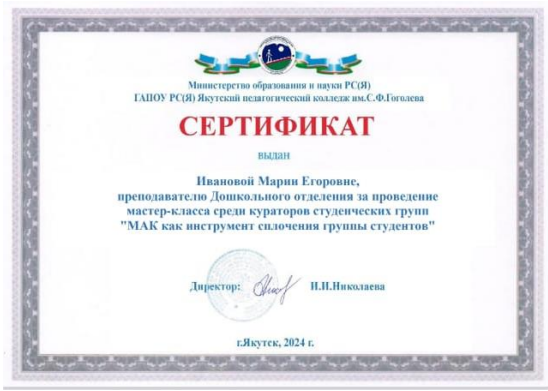 Министерство образования и науки РС(Я)
ГАПОУ РС(Я) Якутский педагогический колледж им.С.Ф.Гоголева
СЕРТИФИКАТ
выдан
Ивановой Марии Егоровне,
преподавателю Дошкольного отделения за проведение
мастер-класса среди кураторов студенческих групп
"МАК как инструмент сплочения группы студентов"
Директор: И.И.Николаева
г.Якутск, 2024 г.